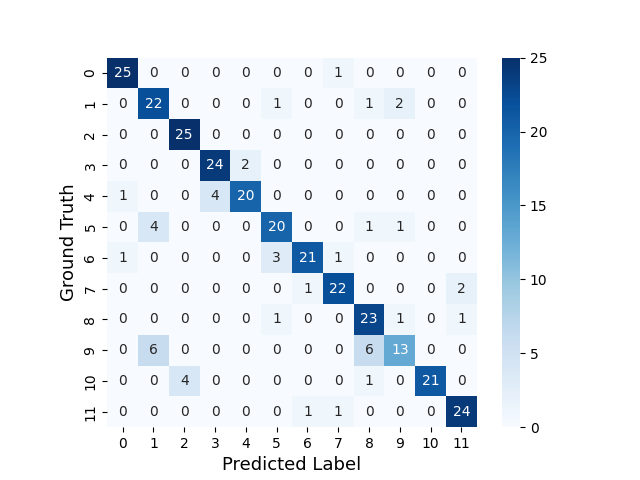 0 25 0 0 0 0 0 0 1 0 0 0 0
1 0 22 0 0 0 1 0 0 1 2 0 0
2 0 0 25 0 0 0 0 0 0 0 0 0
3 0 0 0 24 2 0 0 0 0 0 0 0
4 1 0 0 4 20 0 0 0 0 0 0 0
5 0 4 0 0 0 20 0 0 1 1 0 0
6 1 0 0 0 0 3 21 1 0 0 0 0
7 0 0 0 0 0 0 1 22 0 0 0 2
8 0 0 0 0 0 1 0 0 23 1 0 1
9 0 6 0 0 0 0 0 0 6 13 0 0
10 0 0 4 0 0 0 0 0 1 0 21 0
11 0 0 0 0 0 0 1 1 0 0 0 24
0 1 2 3 4 5 6 7 8 9 10 11
Predicted Label
Ground Truth
25
20
15
10
5
0